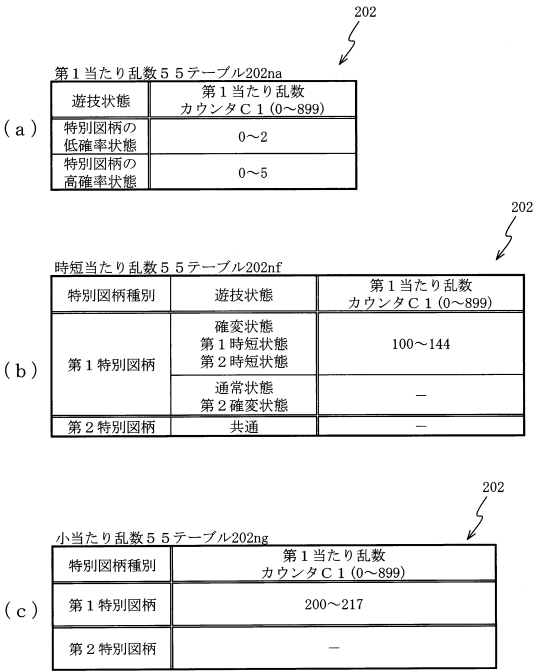 202
第１当たり乱数５５テーブル202na
(a)
遊技状態
第１当たり乱数
カウンタＣ１(0～899)
特別図柄の
低確率状態
0～2
特別図柄の
高確率状態
0～5
202
時短当たり乱数５５テーブル202nf
(b)
特別図柄種別
遊技状態
第１当たり乱数
カウンタＣ１(0～899)
第１特別図柄
確変状態
第１時短状態
第２時短状態
100～144
通常状態
第２確変状態
－
第２特別図柄
共通
－
202
小当たり乱数５５テーブル202ng
(c)
特別図柄種別
第１当たり乱数
カウンタＣ１(0～899)
第１特別図柄
200～217
第２特別図柄
－